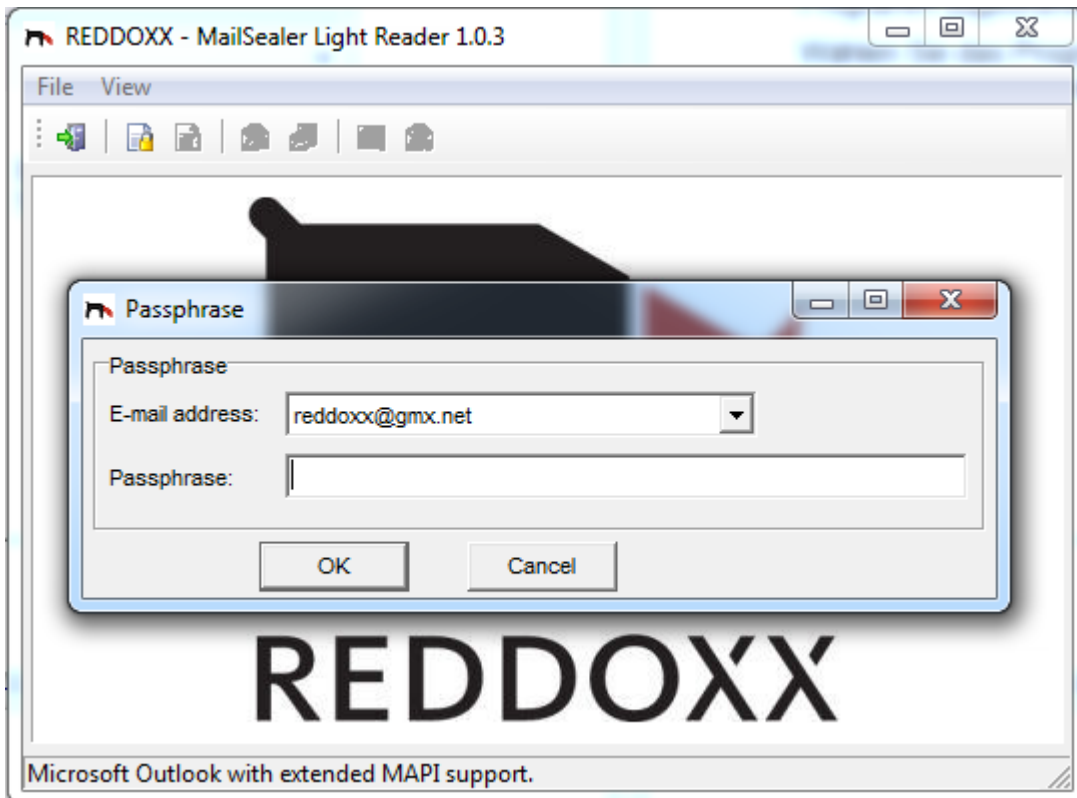 REDDOXX - MailSealer Light Reader 1.0.3
File View
Passphrase
Passphrase
E-mail address: reddoxx@gmx.net
Passphrase:
OK Cancel
REDDOXX
Microsoft Outlook with extended MAPI support.